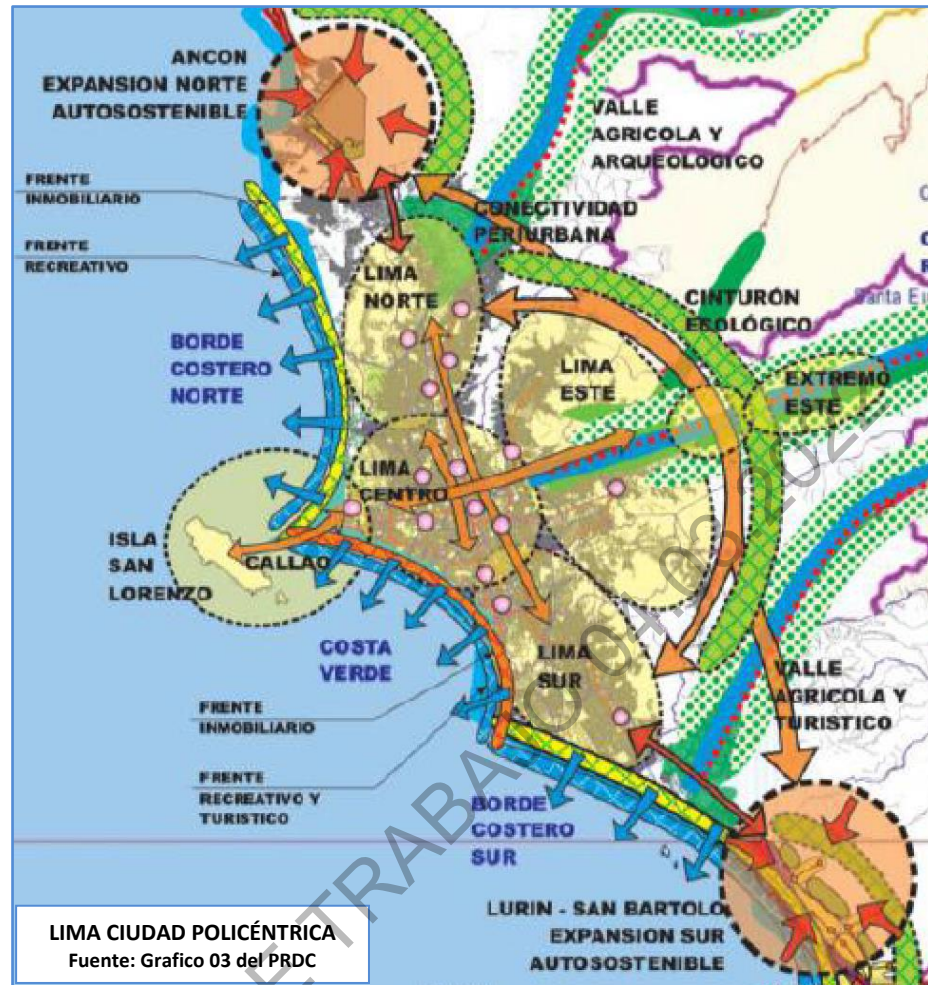 ANCON
EXPANSION NORTE
AUTOSOSTENIBLE
VALLE
AGRICOLA Y
ARQUEOLOGICO
FRENTE
INMOBILIARIO
CONECTIVIDAD
PERIURBANA
FRENTE
RECREATIVO
LIMA
NORTE
CINTURÓN
ECOLÓGICO
Santa Eu
BORDE
COSTERO
NORTE
LIMA
ESTE
EXTREMO
ESTE
LIMA
CENTRO
ISLA
SAN
LORENZO
CALLAO
COSTA
VERDE
LIMA
SUR
VALLE
AGRICOLA Y
TURISTICO
FRENTE
INMOBILIARIO
FRENTE
RECREATIVO Y
TURISTICO
BORDE
COSTERO
SUR
LURIN - SAN BARTOLO
EXPANSION SUR
AUTOSOSTENIBLE
LIMA CIUDAD POLICÉNTRICA
Fuente: Grafico 03 del PRDC
E TRABAJO